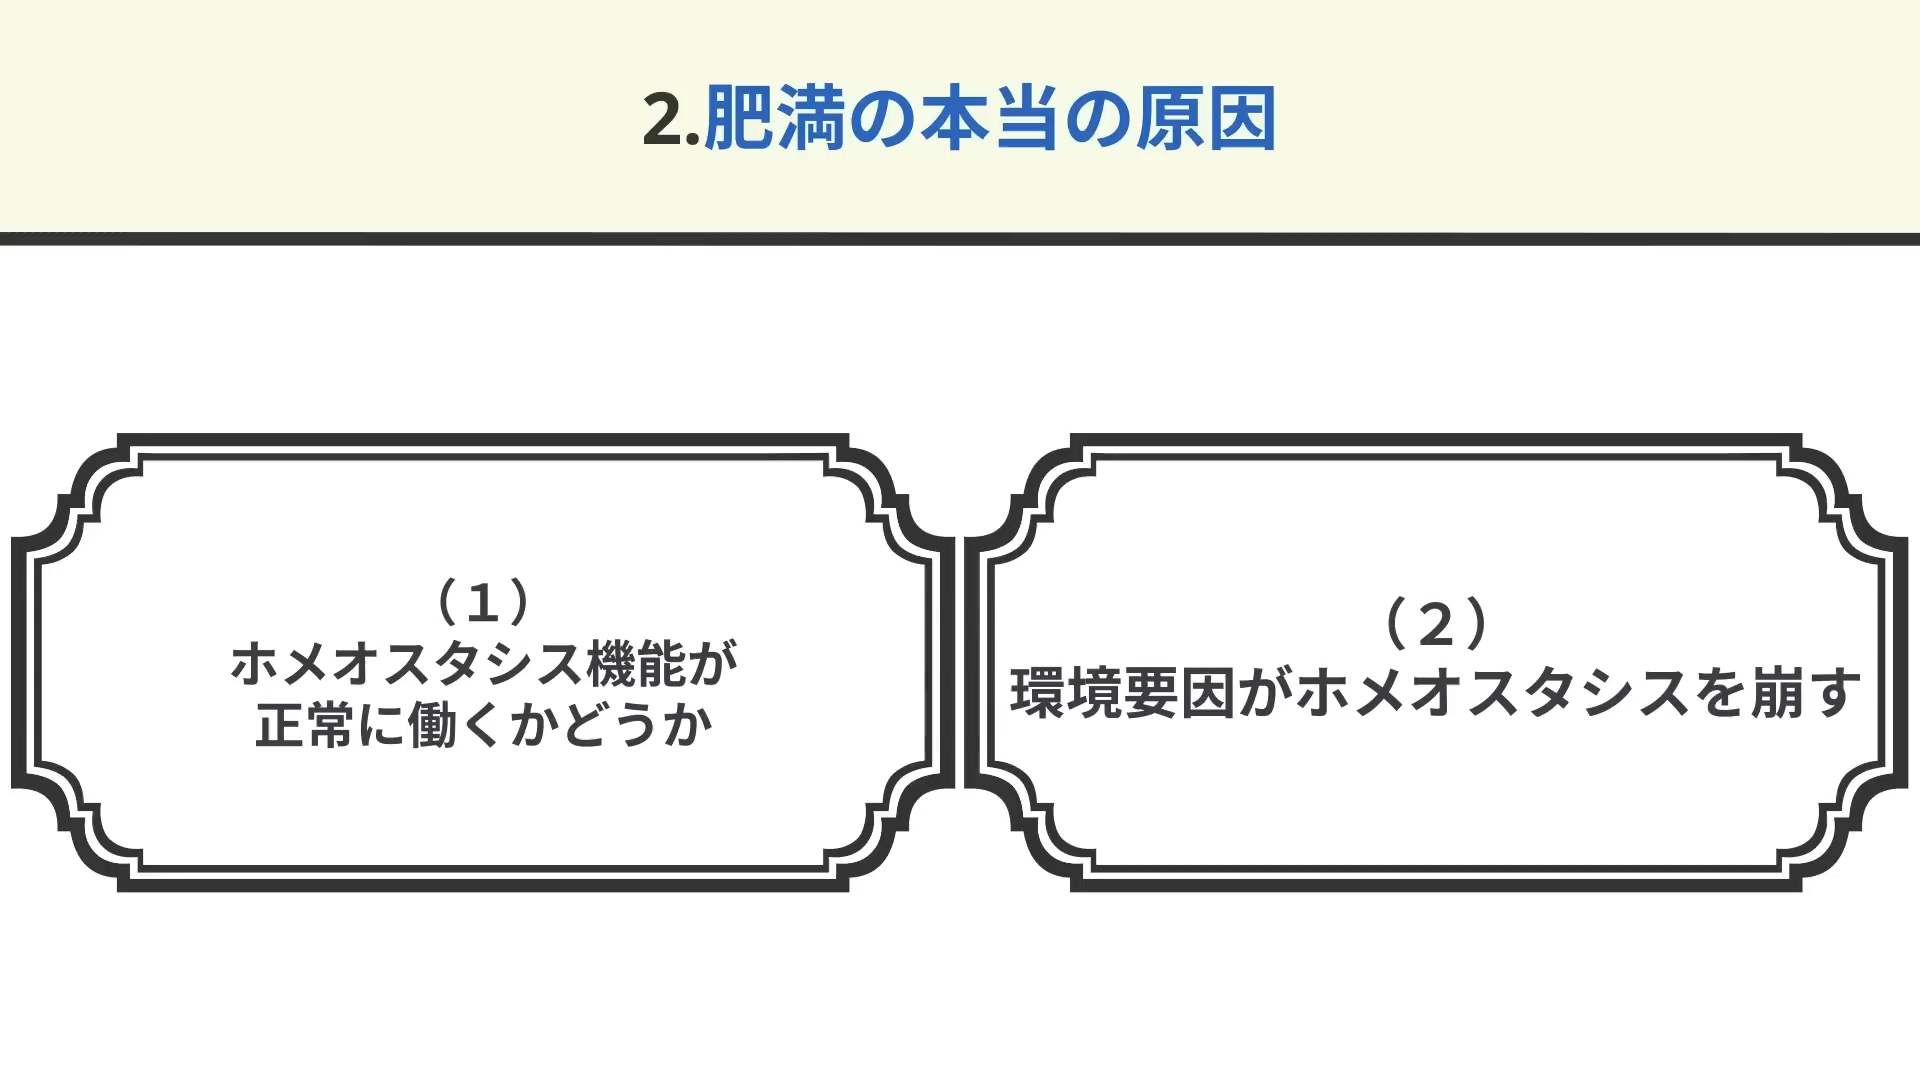 2.肥満の本当の原因
（１）
ホメオスタシス機能が
正常に働くかどうか
（２）
環境要因がホメオスタシスを崩す